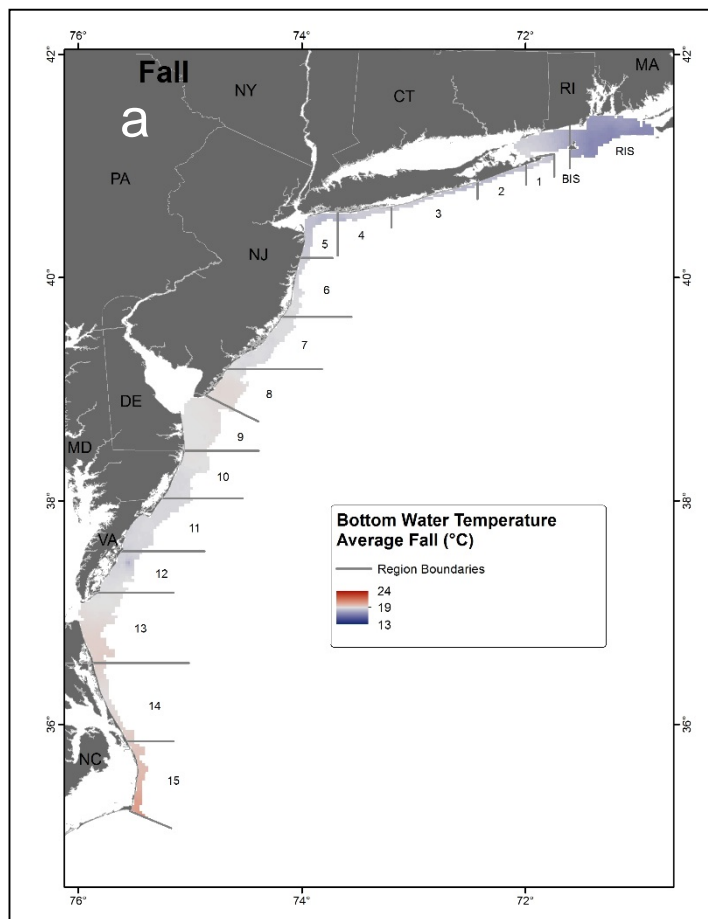 76°
74°
72°
42°
42°
Fall
a
MA
NY
CT
RI
PA
RIS
BIS
1
2
3
4
5
NJ
40°
40°
6
7
8
DE
9
MD
10
38°
38°
11
VA
12
13
14
36°
36°
NC
15
Bottom Water Temperature
Average Fall (°C)
Region Boundaries
24
19
13
76°
74°
72°